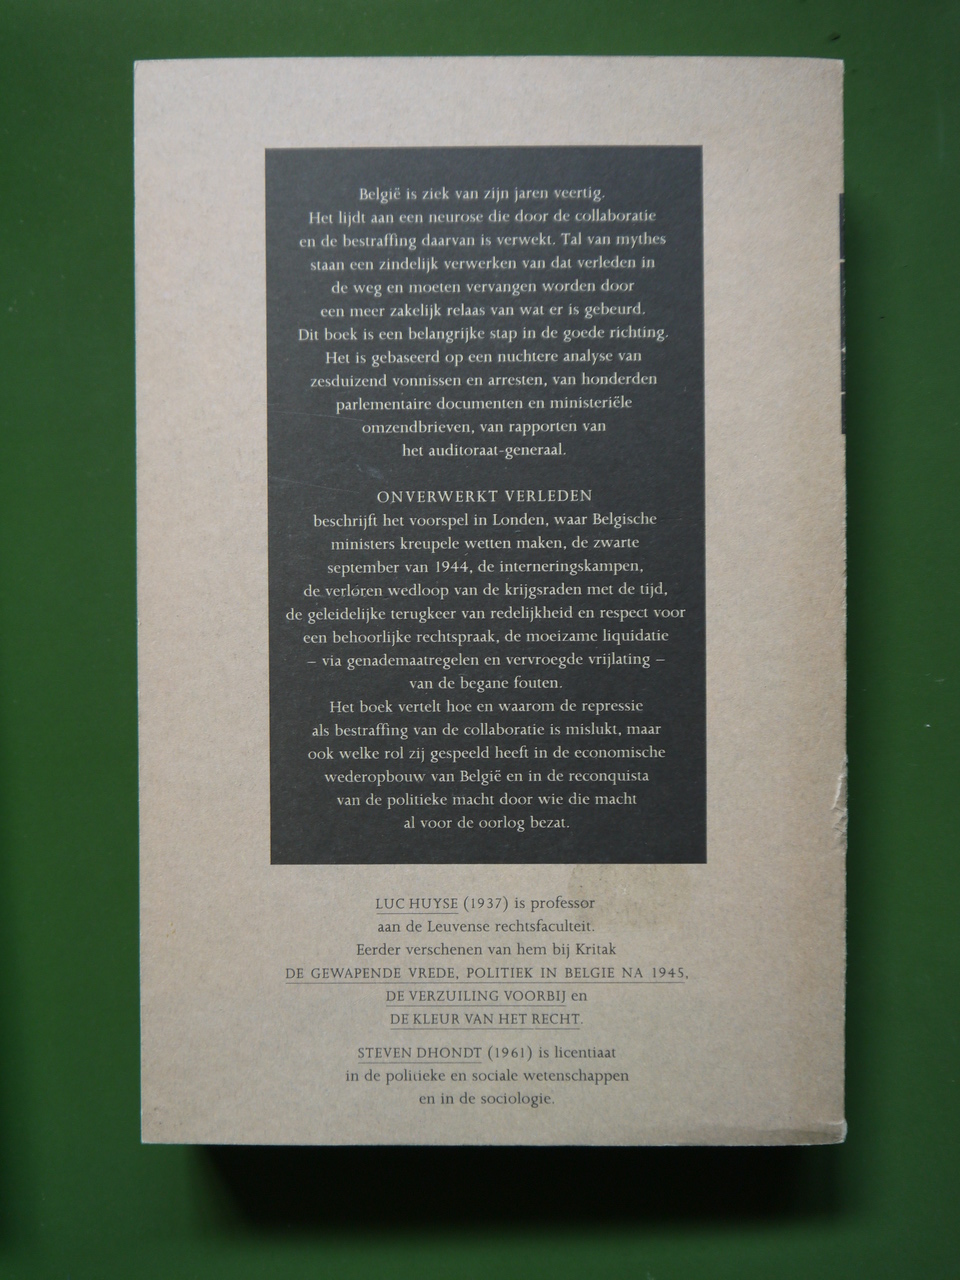 België is ziek van zijn jaren veertig.
Het lijdt aan een neurose die door de collaboratie
en de bestraffing daarvan is verwekt. Tal van mythes
staan een zindelijk verwerken van dat verleden in
de weg en moeten vervangen worden door
een meer zakelijk relaas van wat er is gebeurd.
Dit boek is een belangrijke stap in de goede richting.
Het is gebaseerd op een nuchtere analyse van
zesduizend vonnissen en arresten, van honderden
parlementaire documenten en ministeriële
omzendbrieven, van rapporten van
het auditoraat-generaal.
ONVERWERKT VERLEDEN
beschrijft het voorspel in Londen, waar Belgische
ministers kreupele wetten maken, de zwarte
september van 1944, de interneringskampen,
de verloren wedloop van de krijgsraden met de tijd,
de geleidelijke terugkeer van redelijkheid en respect voor
een behoorlijke rechtspraak, de moeizame liquidatie
– via genademaatregelen en vervroegde vrijlating –
van de begane fouten.
Het boek vertelt hoe en waarom de repressie
als bestraffing van de collaboratie is mislukt, maar
ook welke rol zij gespeeld heeft in de economische
wederopbouw van België en in de reconquista
van de politieke macht door wie die macht
al voor de oorlog bezat.
LUC HUYSE (1937) is professor
aan de Leuvense rechtsfaculteit.
Eerder verschenen van hem bij Kritak
DE GEWAPENDE VREDE, POLITIEK IN BELGIE NA 1945,
DE VERZUILING VOORBIJ en
DE KLEUR VAN HET RECHT.
STEVEN DHONDT (1961) is licentiaat
in de politieke en sociale wetenschappen
en in de sociologie.